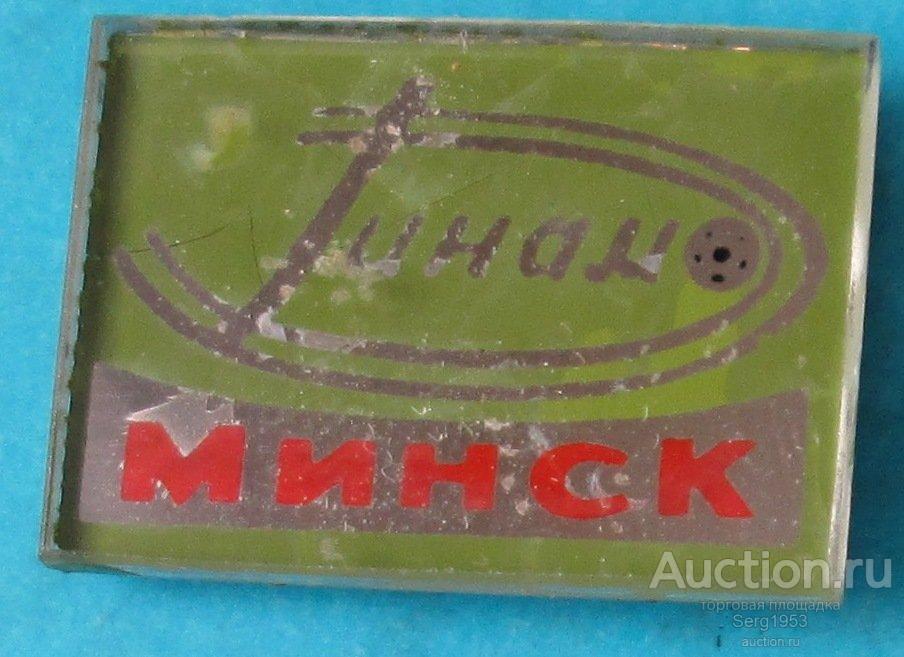 Динамо
МИНСК
Auction.ru
торговая площадка
Serg1953
auction.ru